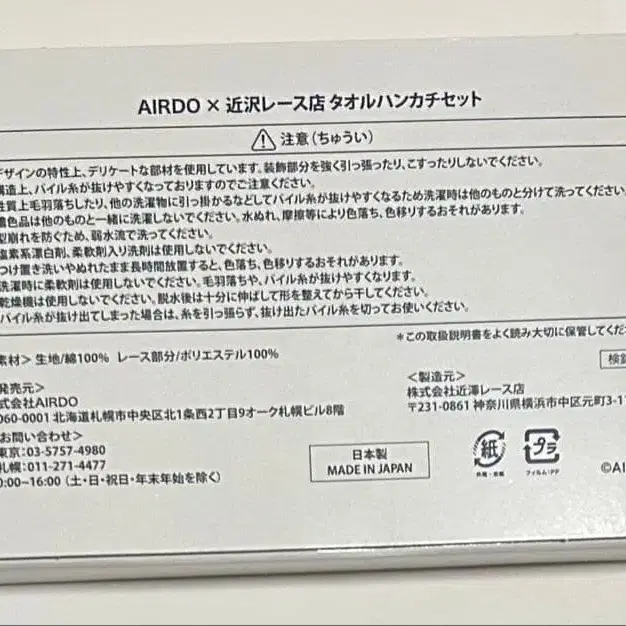 AIRDO × 近沢レース店 タオルハンカチセット
注意(ちゅうい)
デザインの特性上、デリケートな部材を使用しています。装飾部分を強く引っ張ったり、こすったりしないでください。
構造上、パイル糸が抜けやすくなっておりますのでご注意ください。
性質上毛羽落ちしたり、他の洗濯物に引っ掛かるなどしてパイル糸が抜けやすくなるため洗濯時は他のものと分けて洗ってください。
濃色品は他のものと一緒に洗濯しないでください。水ぬれ、摩擦等により色落ち、色移りするおそれがあります。
型崩れを防ぐため、弱水流で洗ってください。
塩素系漂白剤、柔軟剤入り洗剤は使用しないでください。
つけ置き洗いやぬれたまま長時間放置すると、色落ち、色移りするおそれがあります。
洗濯時に柔軟剤は使用しないでください。毛羽落ちや、パイル糸が抜けやすくなります。
乾燥機は使用しないでください。脱水後は十分に伸ばして形を整えてから干してください。
パイル糸が抜け出てしまった場合は、糸を引っ張らず、抜け出たパイル糸を切ってお使いください。
*この取扱説明書をよく読み大切に保管してくだ
素材> 生地/綿100% レース部分/ポリエステル100%
検針
発売元>
式会社AIRDO
060-0001 北海道札幌市中央区北1条西2丁目9オーク札幌ビル8階
<製造元>
株式会社近澤レース店
〒231-0861 神奈川県横浜市中区元町3-11
お問い合わせ>
東京:03-5757-4980
札幌:011-271-4477
0:00~16:00 (土・日・祝日・年末年始を除く)
日本製
MADE IN JAPAN
紙
プラ
フィルム:PP
©AI